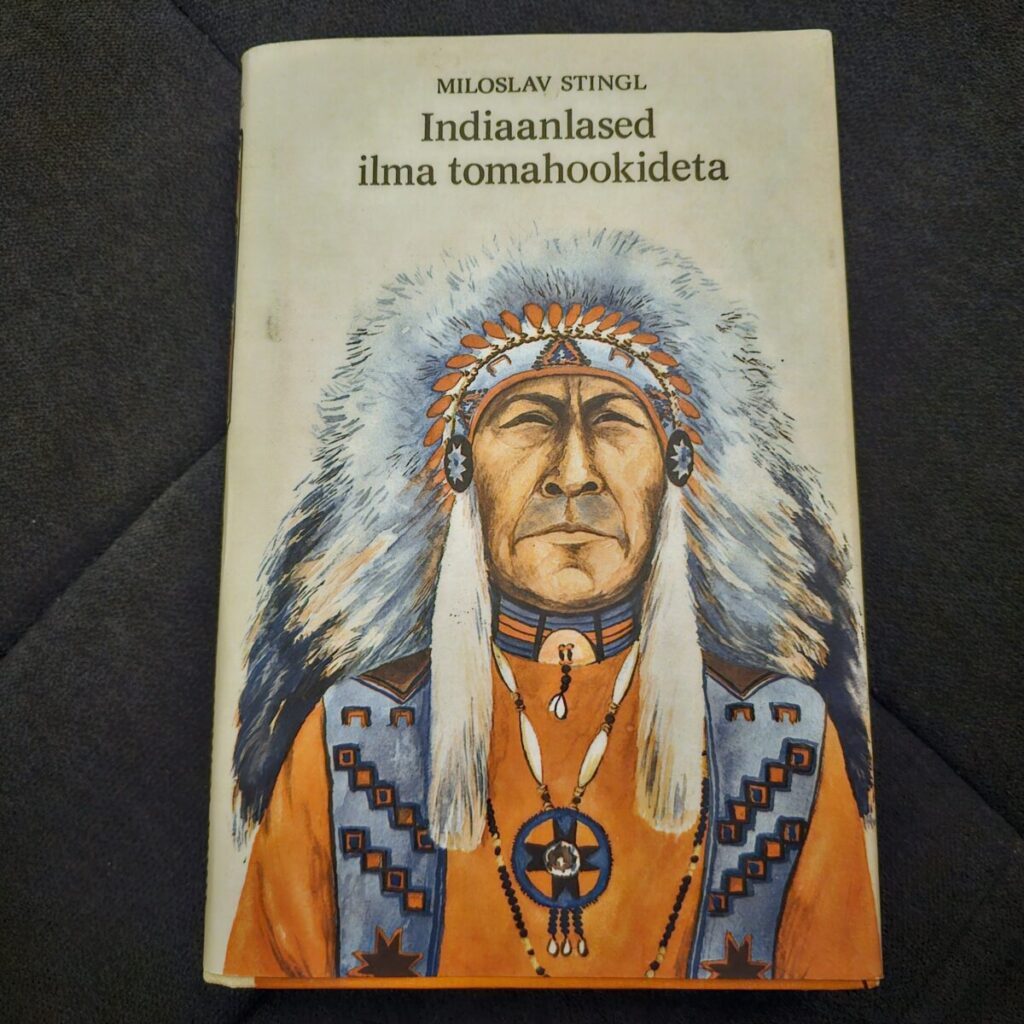 MILOSLAV STINGL
Indiaanlased
ilma tomahookideta